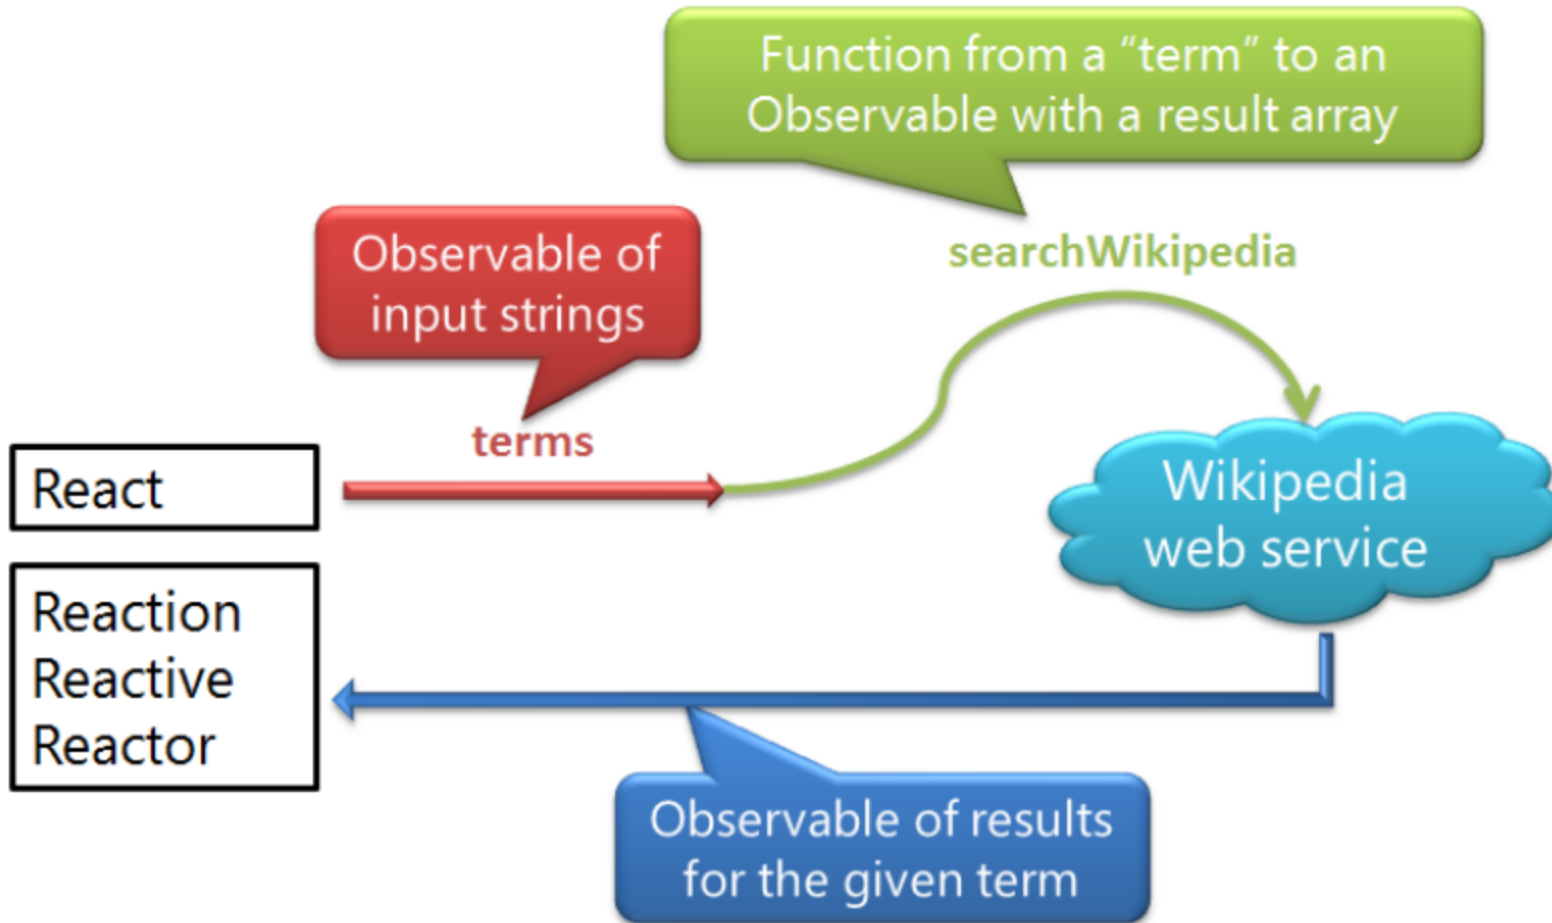 Function from a “term” to an
Observable with a result array
Observable of
input strings
searchWikipedia
terms
React
Wikipedia
web service
Reaction
Reactive
Reactor
Observable of results
for the given term